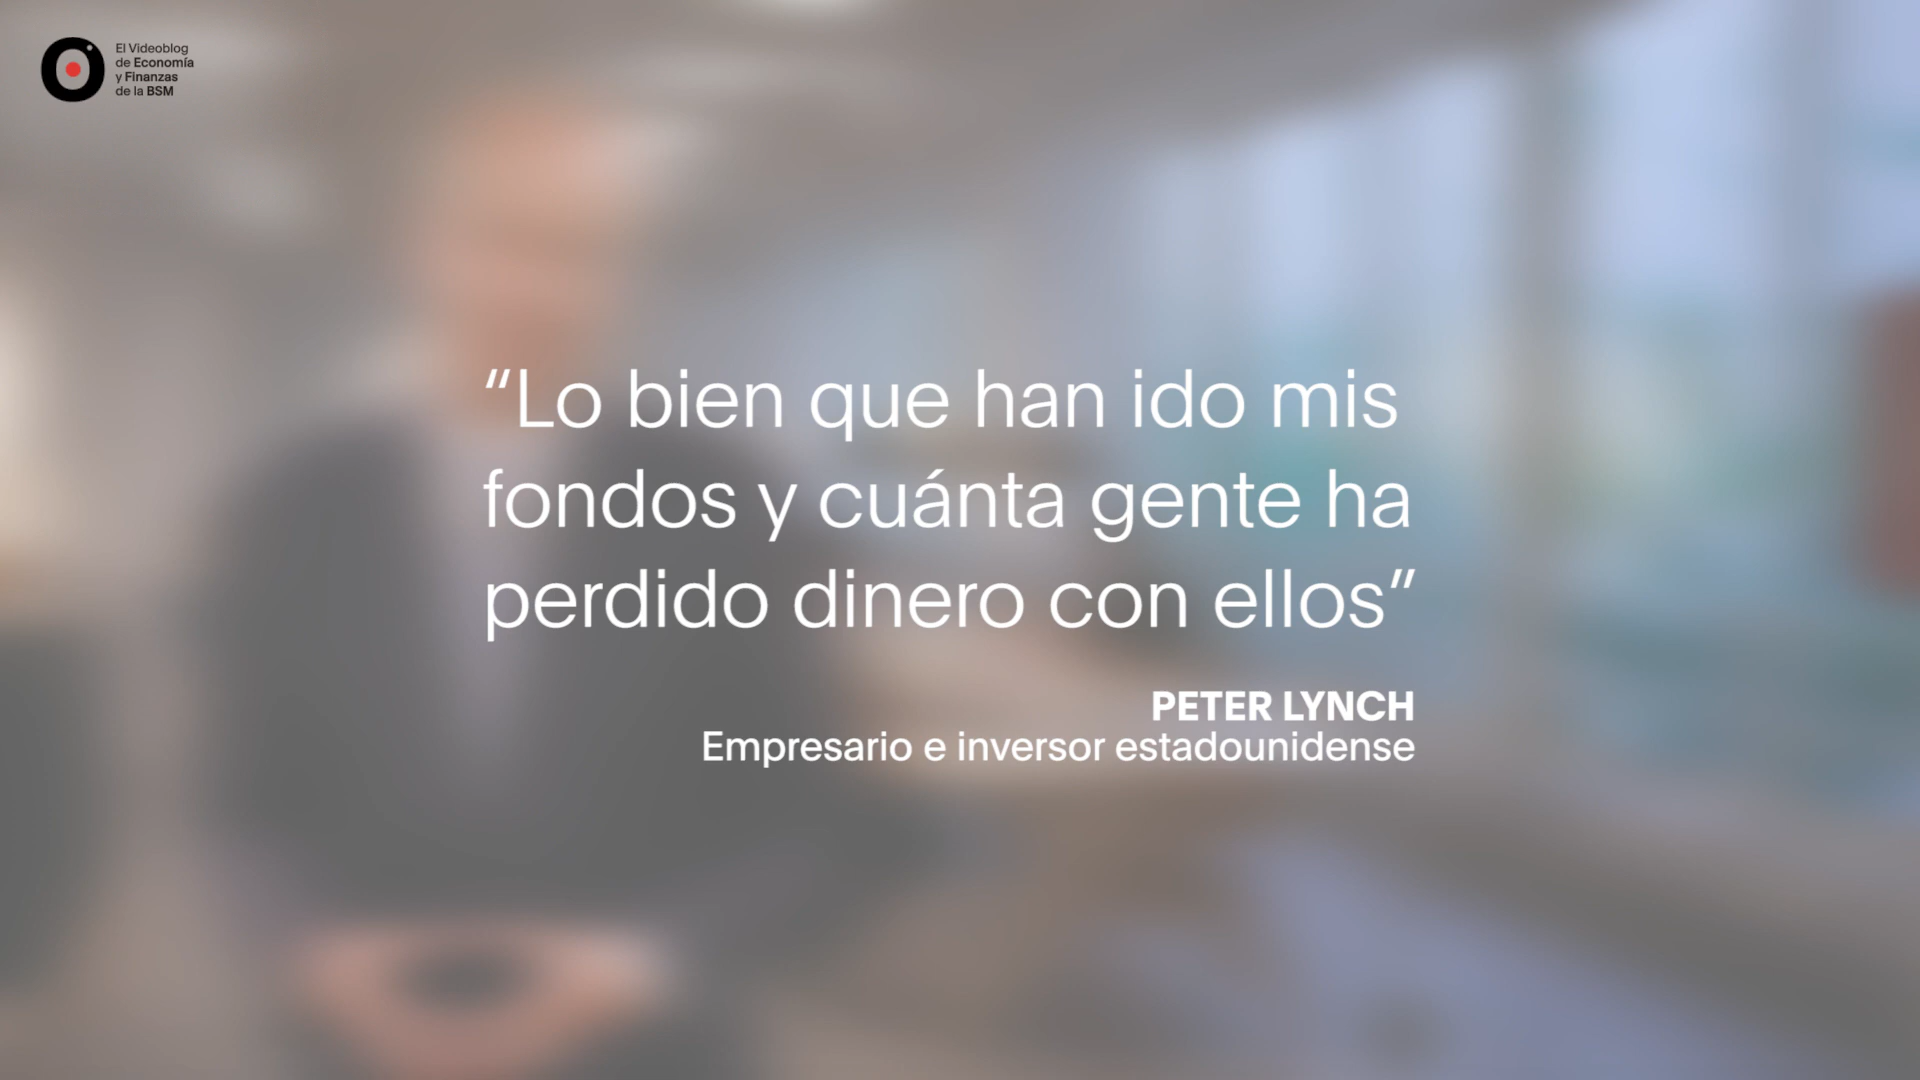 El Videoblog
de Economía
y Finanzas
de la BSM
“Lo bien que han ido mis
fondos y cuánta gente ha
perdido dinero con ellos”
PETER LYNCH
Empresario e inversor estadounidense